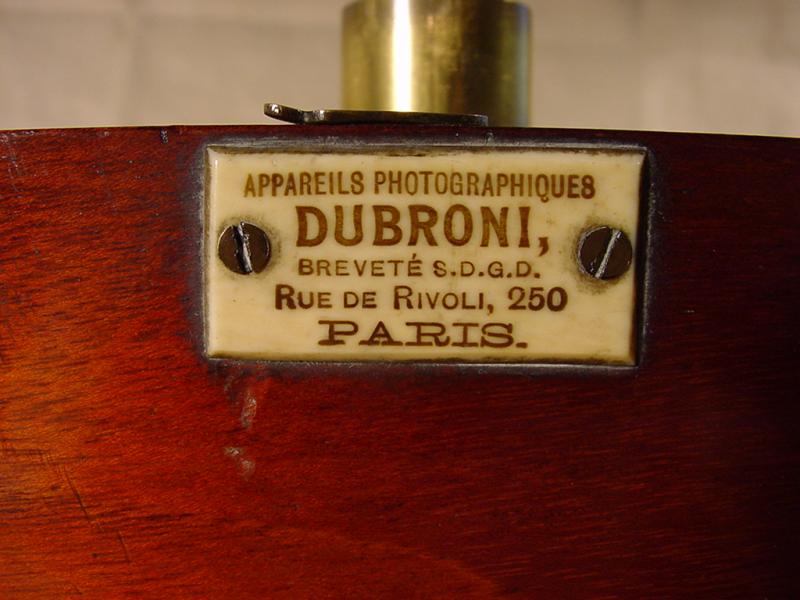 APPAREILS PHOTOGRAPHIQUES
DUBRONI,
BREVETÉ S.D.G.D.
RUE DE RIVOLI, 250
PARIS.